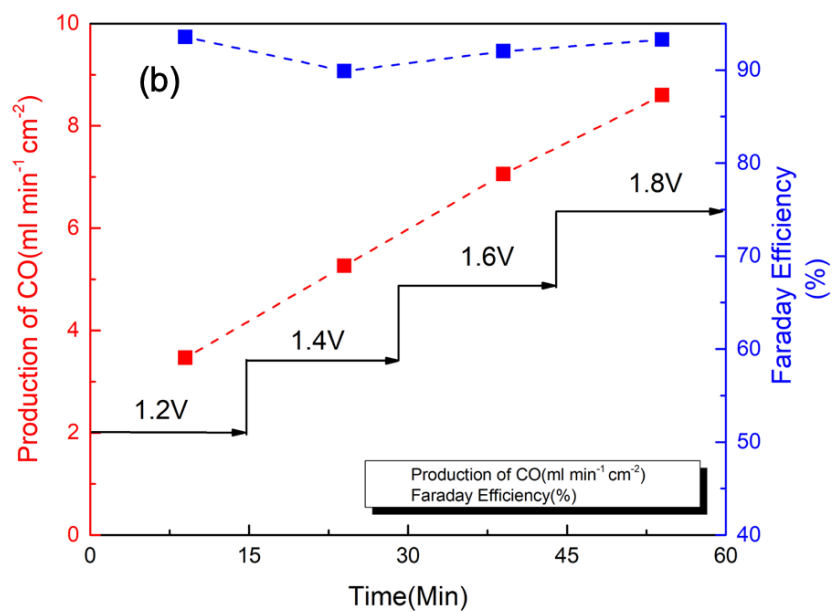 (b)
Production of CO(ml min⁻¹ cm⁻²)
10
8
6
4
2
0
95
90
80
70
60
50
40
Faraday Efficiency
(%)
1.2V
1.4V
1.6V
1.8V
Production of CO(ml min⁻¹ cm⁻²)
Faraday Efficiency(%)
0
15
30
45
60
Time(Min)